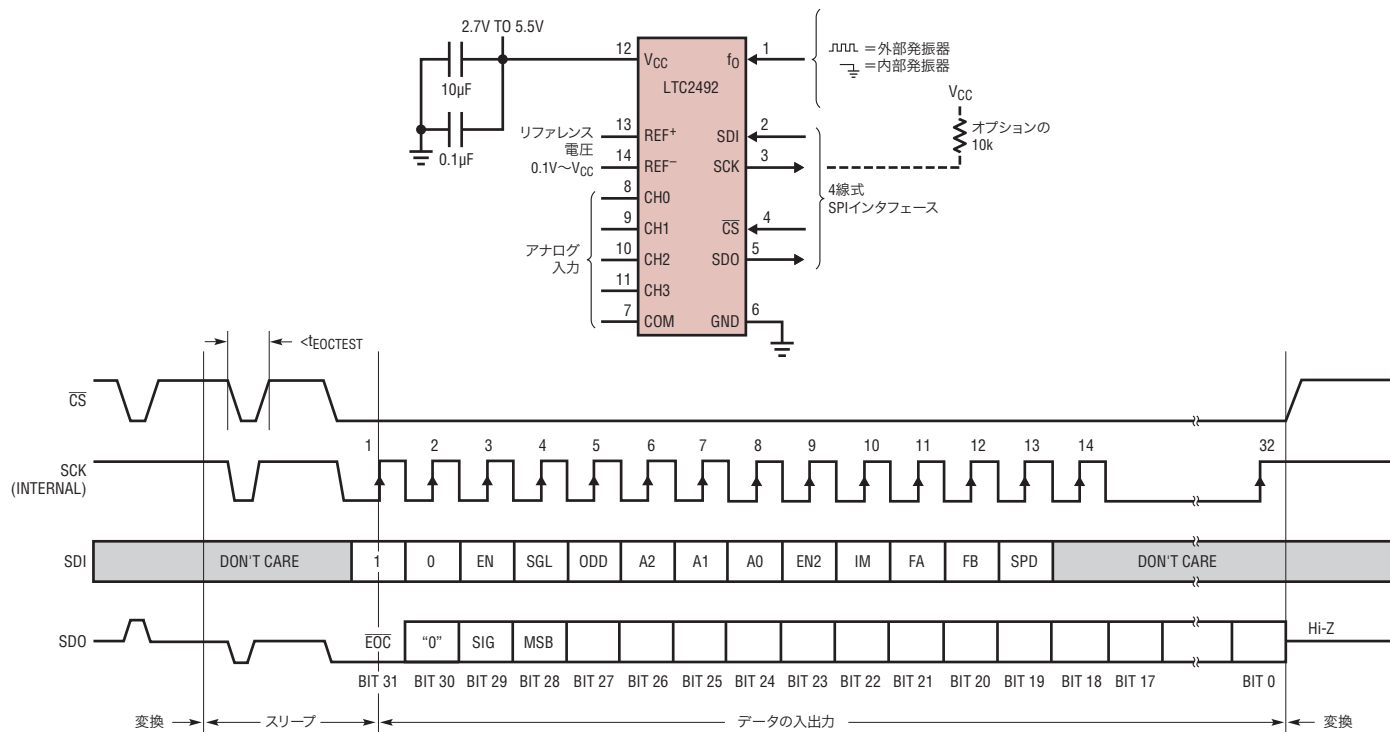 2.7V TO 5.5V
10µF
0.1µF
リファレンス
電圧
0.1V～VCC
アナログ
入力
12
13
14
8
9
10
11
7
VCC
REF+
REF−
CH0
CH1
CH2
CH3
COM
LTC2492
fO
SDI
SCK
CS
SDO
GND
1
2
3
4
5
6
=外部発振器
=内部発振器
VCC
オプションの
10k
4線式
SPIインタフェース
<tEOCTEST
CS
SCK
(INTERNAL)
1 2 3 4 5 6 7 8 9 10 11 12 13 14 32
SDI
DON'T CARE 1 0 EN SGL ODD A2 A1 A0 EN2 IM FA FB SPD DON'T CARE
SDO
EOC “0” SIG MSB Hi-Z
BIT 31 BIT 30 BIT 29 BIT 28 BIT 27 BIT 26 BIT 25 BIT 24 BIT 23 BIT 22 BIT 21 BIT 20 BIT 19 BIT 18 BIT 17 BIT 0
変換 スリープ データの入出力 変換